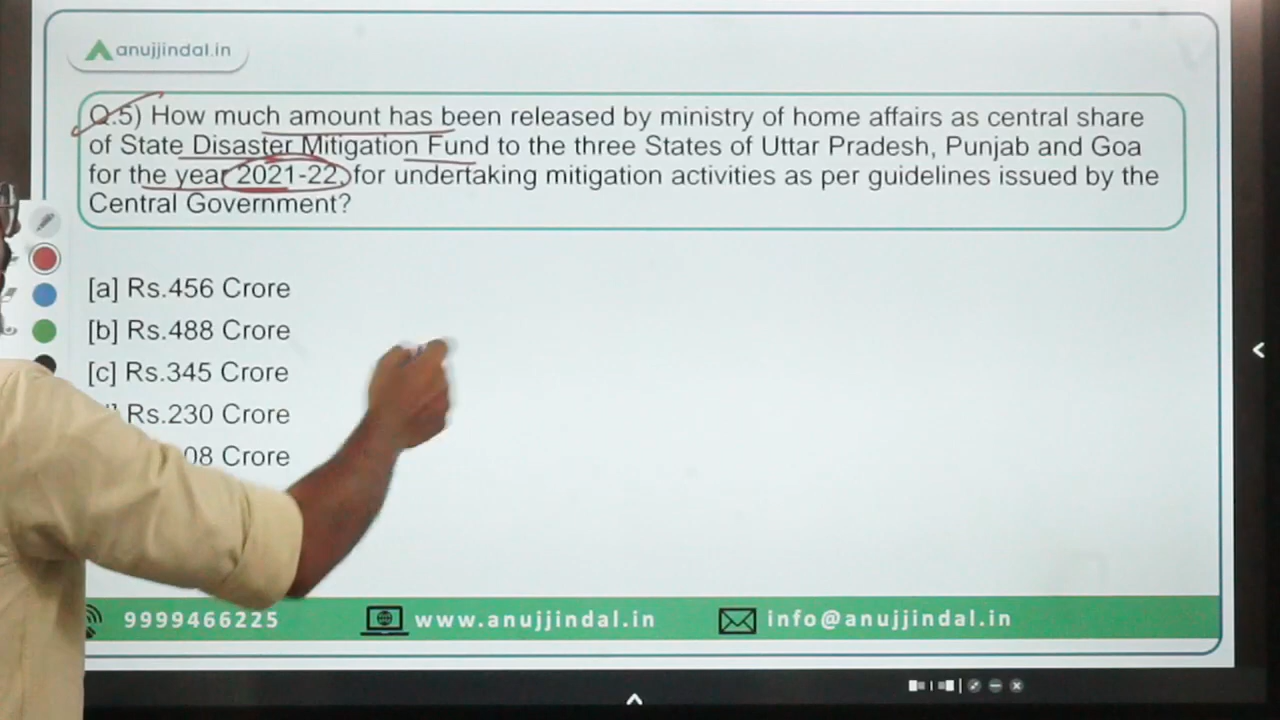 anujjindal.in
Q.5) How much amount has been released by ministry of home affairs as central share
of State Disaster Mitigation Fund to the three States of Uttar Pradesh, Punjab and Goa
for the year 2021-22, for undertaking mitigation activities as per guidelines issued by the
Central Government?
[a] Rs.456 Crore
[b] Rs.488 Crore
[c] Rs.345 Crore
Rs.230 Crore
08 Crore
9999466225 www.anujjindal.in info@anujjindal.in